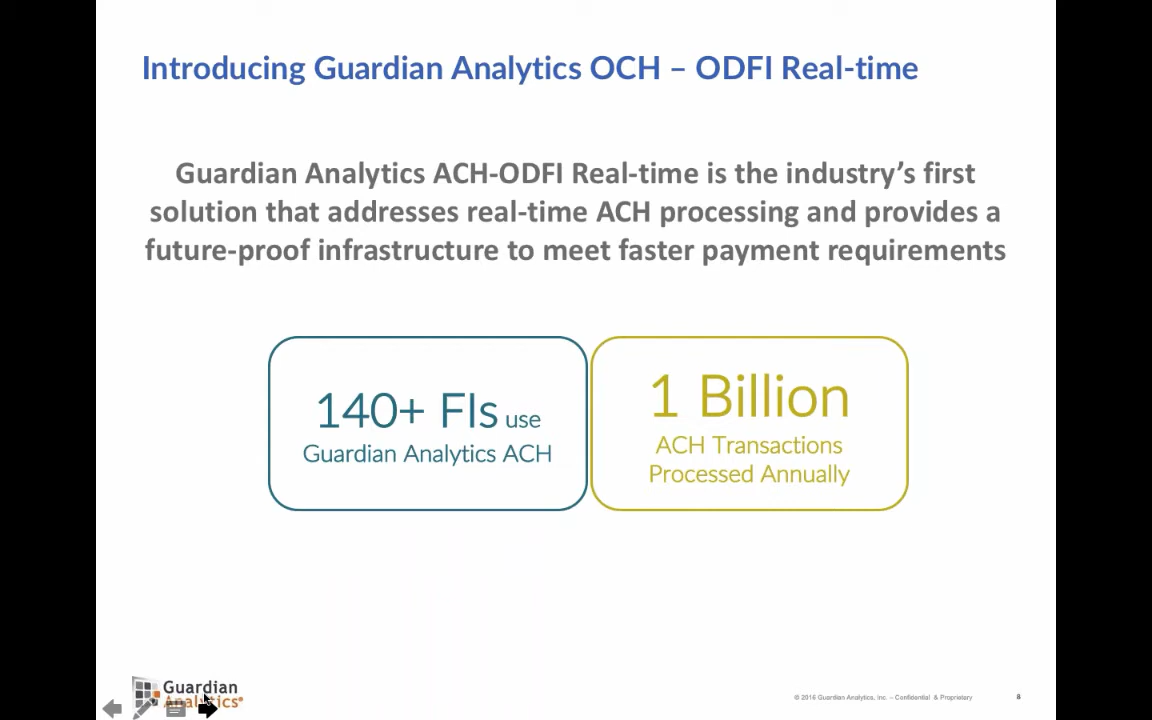 Introducing Guardian Analytics OCH – ODFI Real-time
Guardian Analytics ACH-ODFI Real-time is the industry’s first
solution that addresses real-time ACH processing and provides a
future-proof infrastructure to meet faster payment requirements
140+ FIs use
Guardian Analytics ACH
1 Billion
ACH Transactions
Processed Annually
Guardian
Analytics®
© 2016 Guardian Analytics, Inc. – Confidential & Proprietary
8